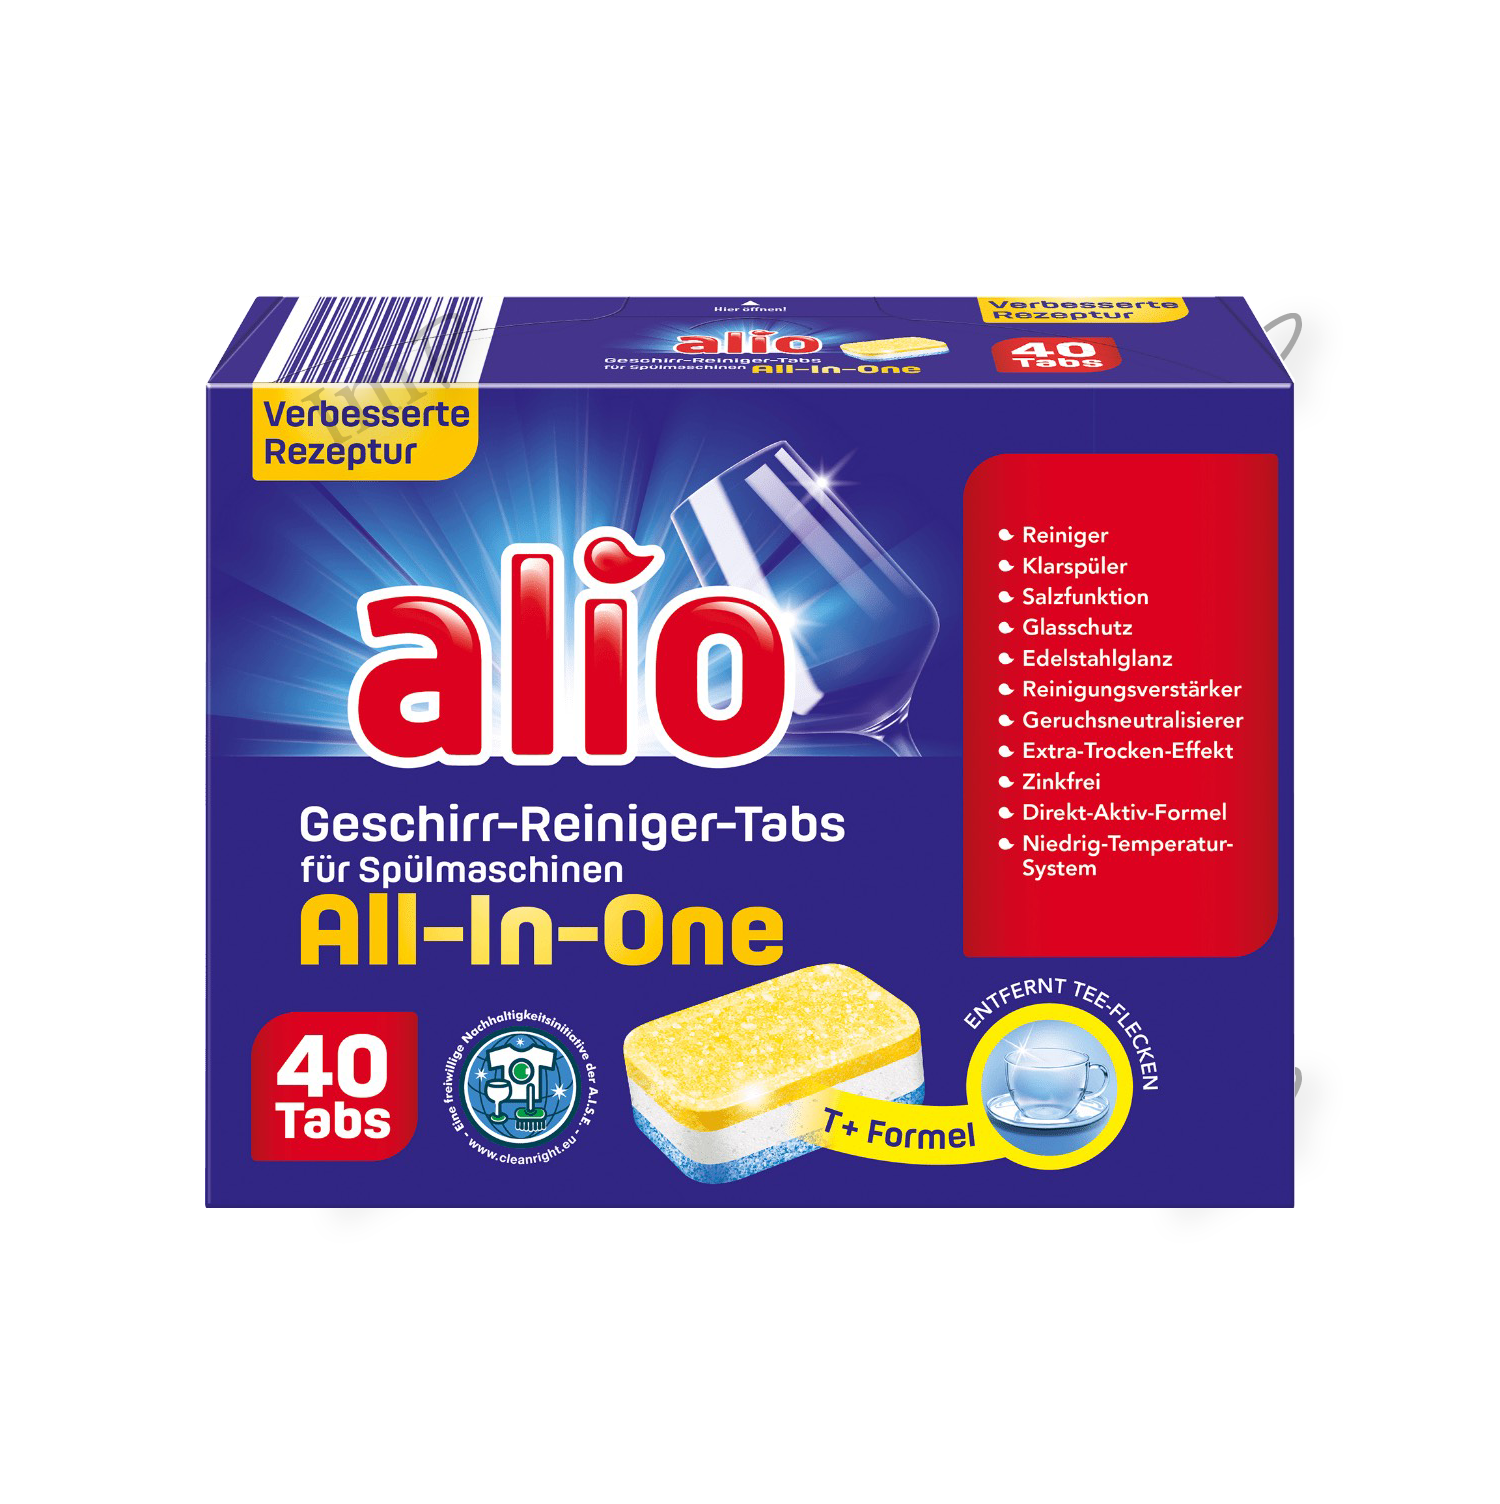 Hier öffnen!
Verbesserte
Rezeptur
alio
Geschirr-Reiniger-Tabs
für Spülmaschinen All-In-One
40
Tabs
Verbesserte
Rezeptur
alio
Geschirr-Reiniger-Tabs
für Spülmaschinen
All-In-One
Reiniger
Klarspüler
Salzfunktion
Glasschutz
Edelstahlglanz
Reinigungsverstärker
Geruchsneutralisierer
Extra-Trocken-Effekt
Zinkfrei
Direkt-Aktiv-Formel
Niedrig-Temperatur-
System
40
Tabs
- Eine freiwillige Nachhaltigkeitsinitiative der A.I.S.E. -
www.cleanright.eu
T+ Formel
ENTFERNT TEE-FLECKEN